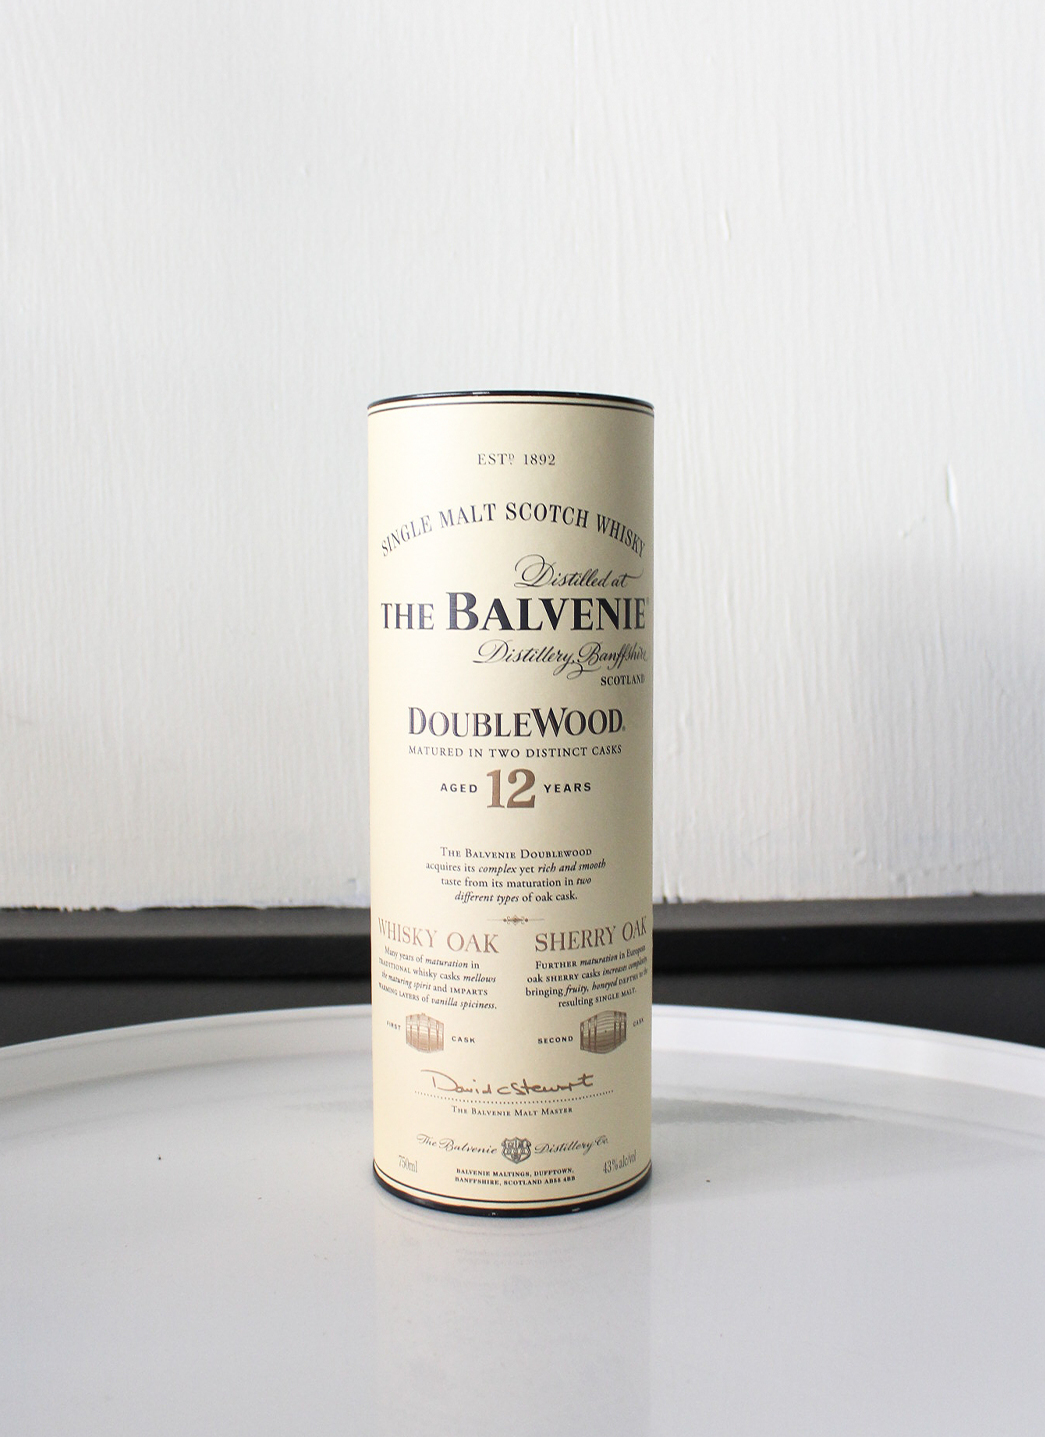 ESTD 1892
SINGLE MALT SCOTCH WHISKY
Distilled at
THE BALVENIE®
Distillery, Banffshire
SCOTLAND
DOUBLEWOOD®
MATURED IN TWO DISTINCT CASKS
AGED 12 YEARS
THE BALVENIE DOUBLEWOOD
acquires its complex yet rich and smooth
taste from its maturation in two
different types of oak cask.
WHISKY OAK
Many years of maturation in
TRADITIONAL whisky casks mellows
the maturing spirit and IMPARTS
WARMING LAYERS of vanilla spiciness.
FIRST CASK
SHERRY OAK
FURTHER maturation in European
oak SHERRY casks increases complexity
bringing fruity, honeyed DEPTHS to the
resulting SINGLE MALT.
SECOND CASK
David C Stewart
THE BALVENIE MALT MASTER
The Balvenie Distillery Co.
750ml
BALVENIE MALTINGS, DUFFTOWN,
BANFFSHIRE, SCOTLAND AB55 4BB
43% alc/vol